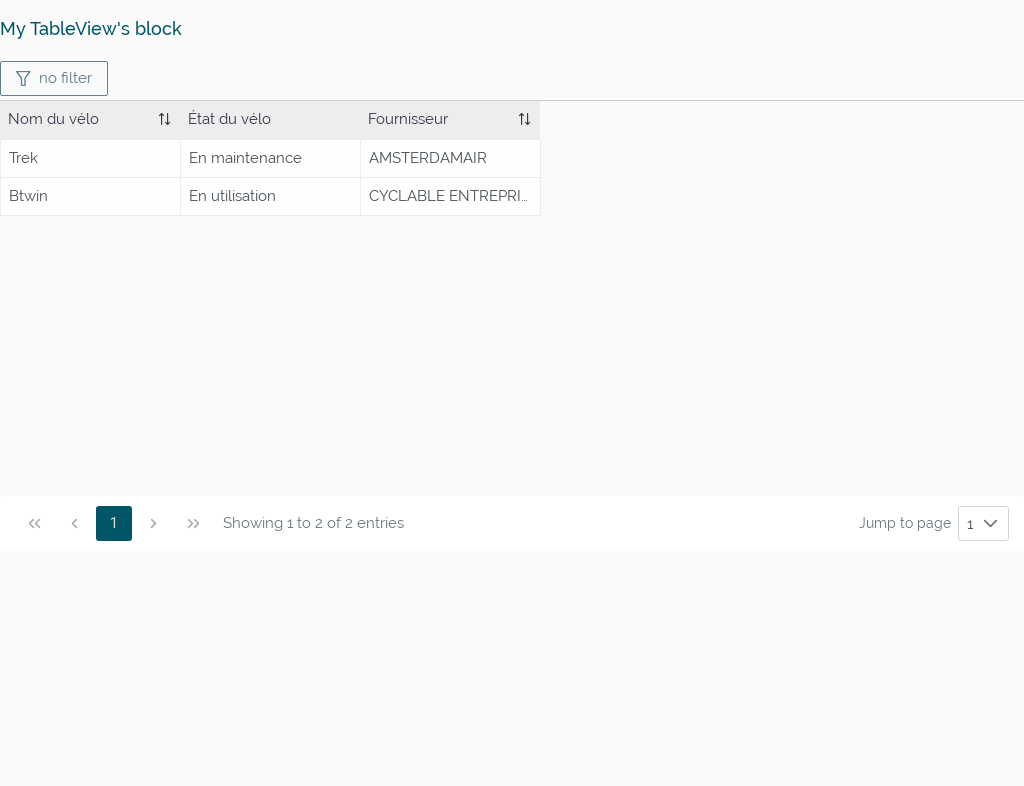 My TableView's block
no filter
Nom du vélo État du vélo Fournisseur
Trek En maintenance AMSTERDAMAIR
Btwin En utilisation CYCLABLE ENTREPRI…
1 Showing 1 to 2 of 2 entries Jump to page 1